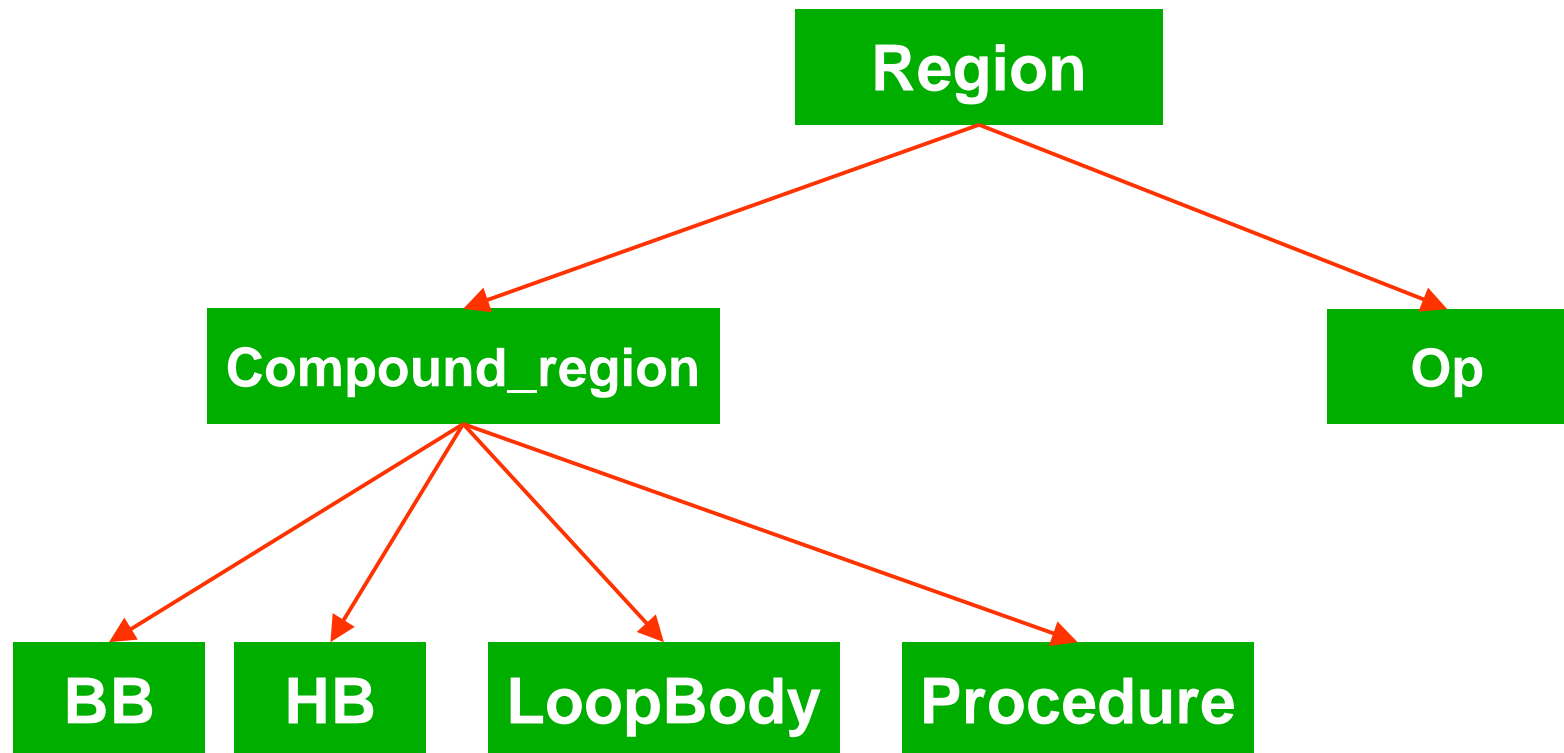 Region
Compound_region
Op
BB
HB
LoopBody
Procedure